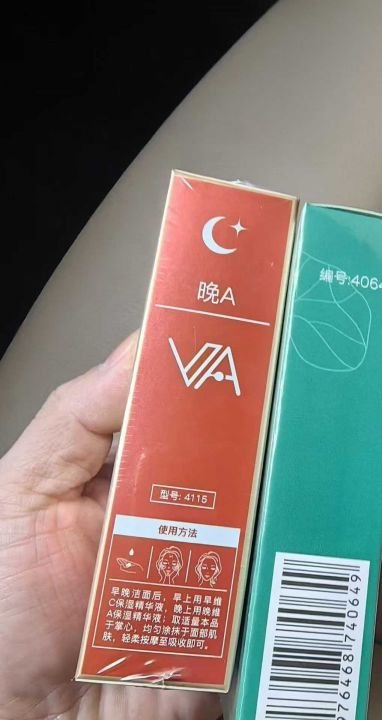 晚A
VA
型号: 4115
使用方法
早晚洁面后，早上用早维
C保湿精华液，晚上用晚维
A保湿精华液；取适量本品
于掌心，均匀涂抹于面部肌
肤，轻柔按摩至吸收即可。
编号:4064
76468 740649